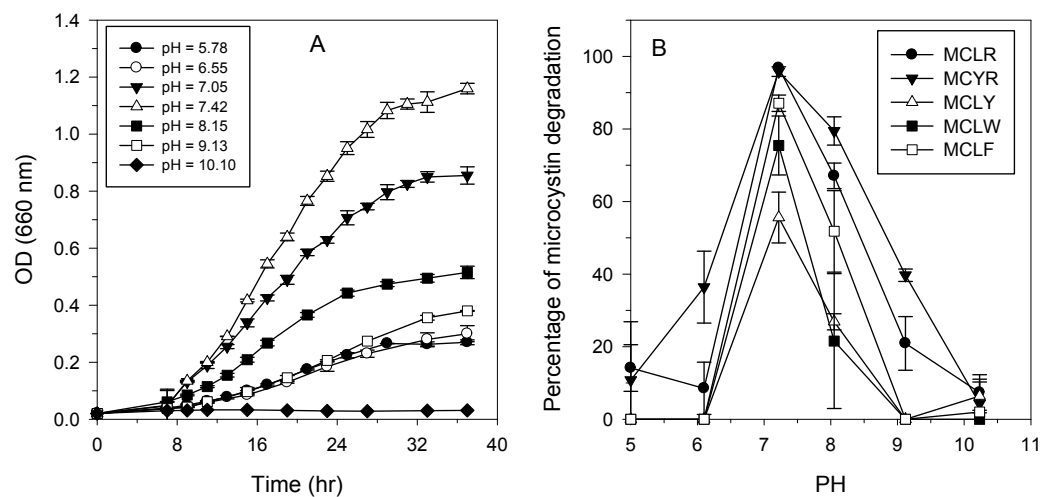 A
pH = 5.78
pH = 6.55
pH = 7.05
pH = 7.42
pH = 8.15
pH = 9.13
pH = 10.10
OD (660 nm)
1.4
1.2
1.0
0.8
0.6
0.4
0.2
0.0
0 8 16 24 32 40
Time (hr)
B
MCLR
MCYR
MCLY
MCLW
MCLF
Percentage of microcystin degradation
100
80
60
40
20
0
5 6 7 8 9 10 11
PH